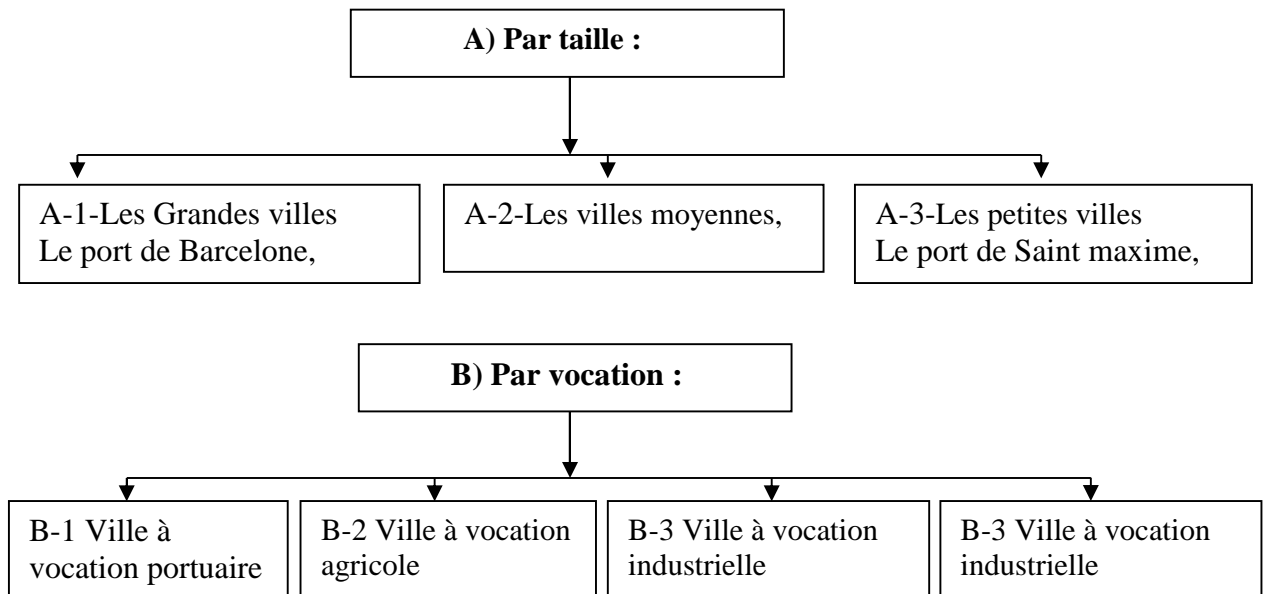 A) Par taille :
A-1-Les Grandes villes
Le port de Barcelone,
A-2-Les villes moyennes,
A-3-Les petites villes
Le port de Saint maxime,
B) Par vocation :
B-1 Ville à
vocation portuaire
B-2 Ville à vocation
agricole
B-3 Ville à vocation
industrielle
B-3 Ville à vocation
industrielle